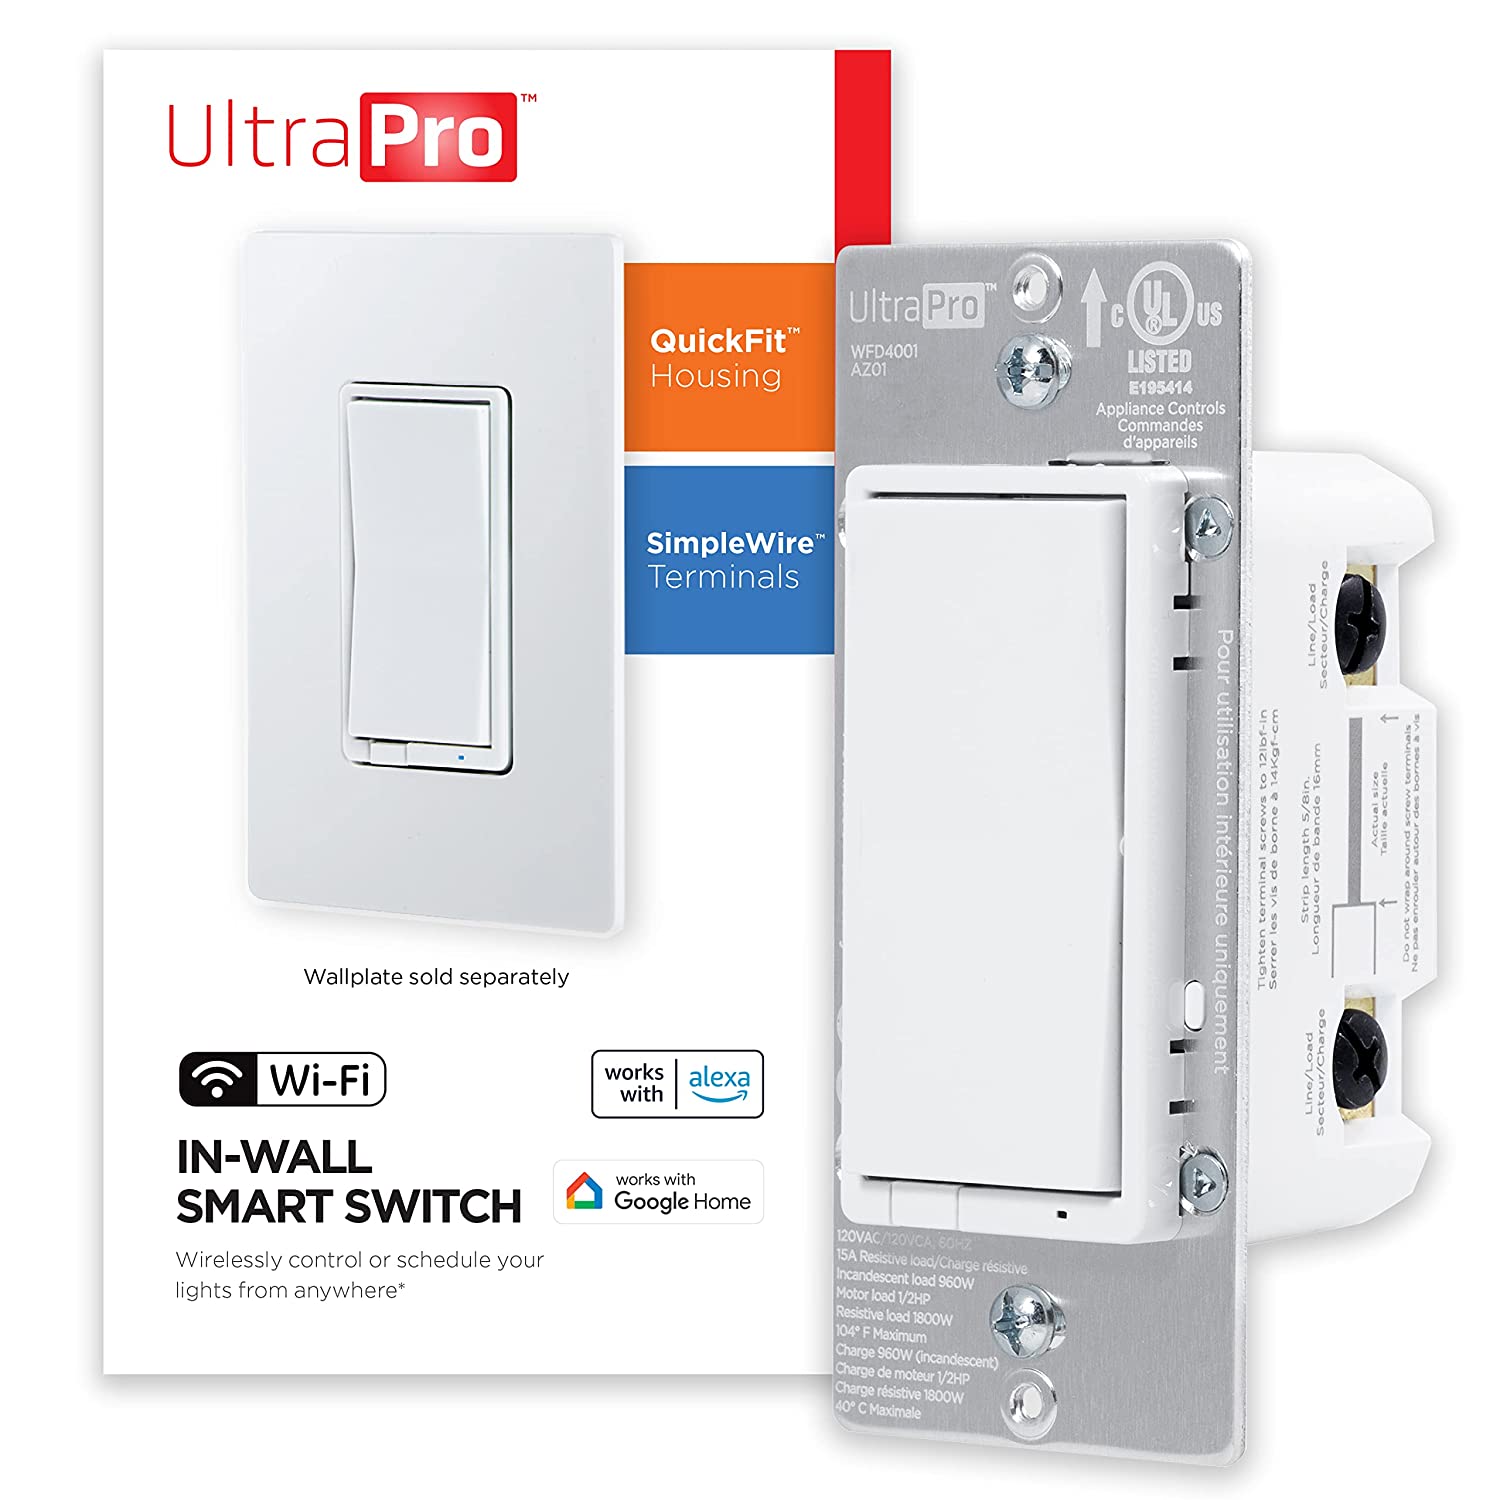 UltraPro™
QuickFit™
Housing
SimpleWire™
Terminals
Wallplate sold separately
Wi-Fi
works
with
alexa
IN-WALL
SMART SWITCH
works with
Google Home
Wirelessly control or schedule your
lights from anywhere*
UltraPro™
WFD4001
AZ01
C UL US
®
LISTED
E195414
Appliance Controls
Commandes
d'appareils
Pour utilisation intérieure uniquement
120VAC/120VCA, 60HZ
15A Resistive load/Charge résistive
Incandescent load 960W
Motor load 1/2HP
Resistive load 1800W
104° F Maximum
Charge 960W (incandescent)
Charge de moteur 1/2HP
Charge résistive 1800W
40° C Maximale
Line/Load
Secteur/Charge
Tighten terminal screws to 12lbf-in
Serrer les vis de borne à 14Kgf-cm
Strip length 5/8in.
Longueur de bande 16mm
Actual size
Taille actuelle
Do not wrap around screw terminals
Ne pas enrouler autour des bornes à vis
Line/Load
Secteur/Charge